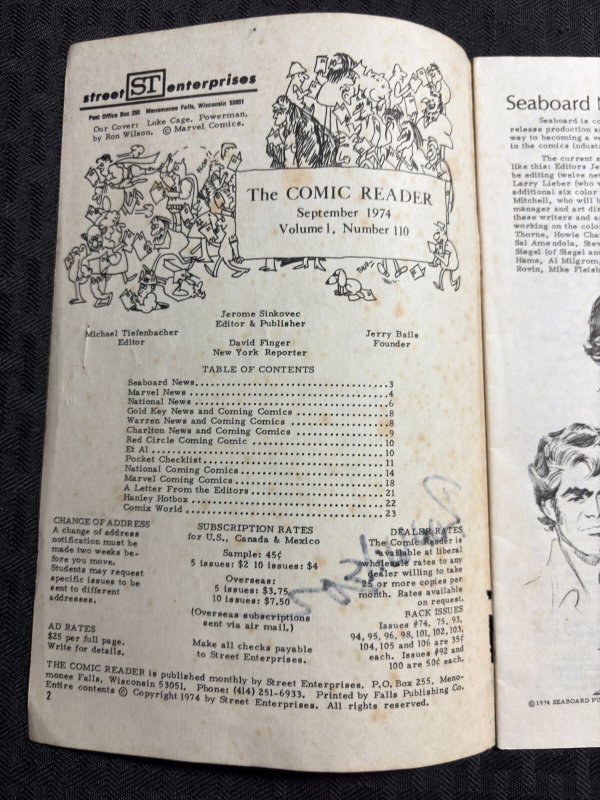 street ST enterprises
Post Office Box 255 Menomonee Falls, Wisconsin 53051
Our Cover: Luke Cage, Powerman,
by Ron Wilson. © Marvel Comics.
The COMIC READER
September 1974
Volume 1, Number 110
Jerome Sinkovec
Editor & Publisher
Michael Tiefenbacher
Editor
David Finger
New York Reporter
Jerry Bails
Founder
TABLE OF CONTENTS
Seaboard News 3
Marvel News 4
National News 6
Gold Key News and Coming Comics 8
Warren News and Coming Comics 8
Charlton News and Coming Comics 9
Red Circle Coming Comic 10
Et Al 10
Pocket Checklist 11
National Coming Comics 14
Marvel Coming Comics 18
A Letter From the Editors 21
Hanley Hotbox 22
Comix World 23
CHANGE OF ADDRESS
A change of address
notification must be
made two weeks be-
fore you move.
Students may request
specific issues to be
sent to different
addresses.
AD RATES
$25 per full page.
Write for details.
SUBSCRIPTION RATES
for U.S., Canada & Mexico
Sample: 45¢
5 issues: $2 10 issues: $4
Overseas:
5 issues: $3.75
10 issues: $7.50
(Overseas subscriptions
sent via air mail.)
Make all checks payable
to Street Enterprises.
DEALER RATES
The Comic Reader is
available at liberal
wholesale rates to any
dealer willing to take
25 or more copies per
month. Rates available
on request.
BACK ISSUES
Issues #74, 75, 93,
94, 95, 96, 98, 101, 102, 103,
104, 105 and 106 are 35¢
each. Issues #92 and
100 are 50¢ each.
THE COMIC READER is published monthly by Street Enterprises, P.O. Box 255, Meno-
monee Falls, Wisconsin 53051. Phone: (414) 251-6933. Printed by Falls Publishing Co.
Entire contents © Copyright 1974 by Street Enterprises. All rights reserved.
2
Seaboard
Seaboard is
release production
way to becoming a
in the comics
The current
like this: Editors
be editing twelve
Larry Lieber (who
additional six color
Mitchell, who will
manager and art
these writers and
working on the
Thorne, Howie
Sal Amendola,
Siegel (of Siegel
Hama, Al Milgrom,
Rovin, Mike
©1974 SEABOARD